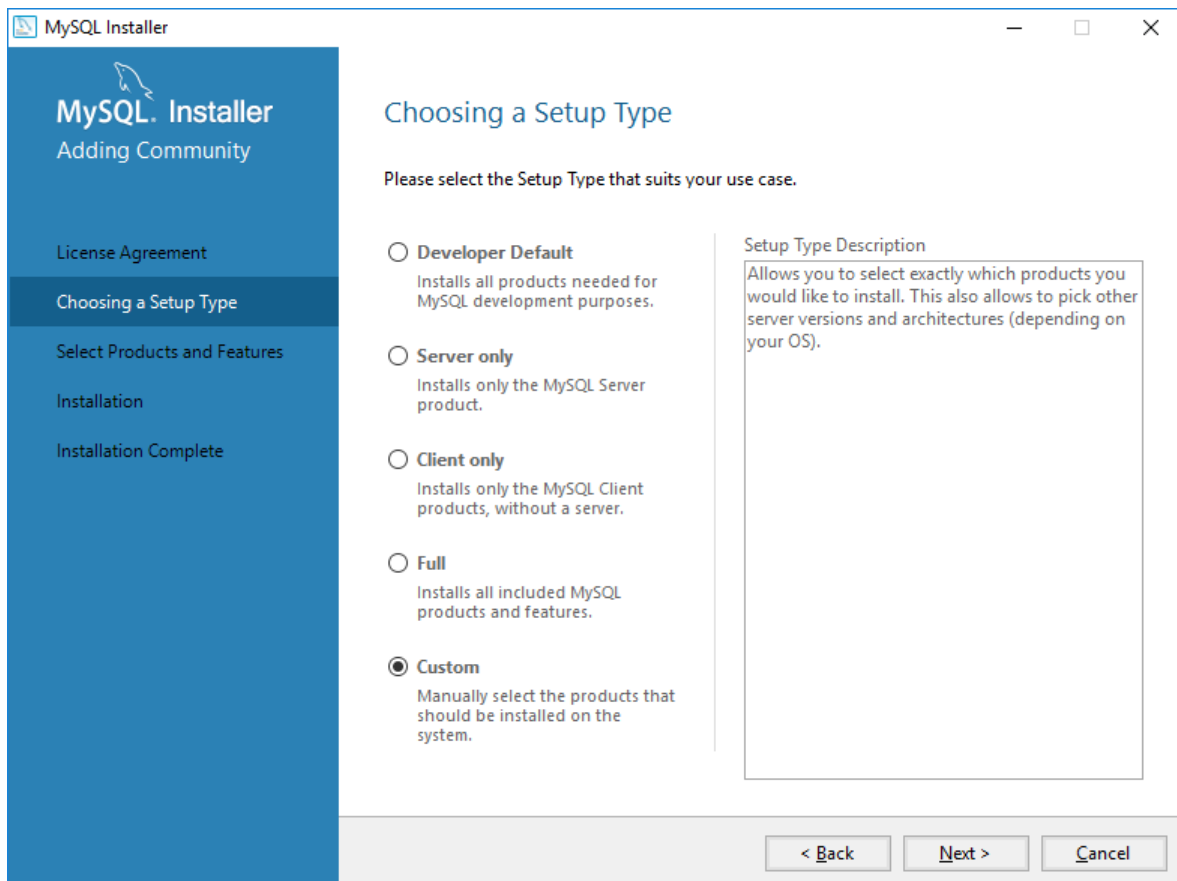 MySQL Installer
MySQL. Installer
Adding Community
License Agreement
Choosing a Setup Type
Select Products and Features
Installation
Installation Complete
Choosing a Setup Type
Please select the Setup Type that suits your use case.
Developer Default
Installs all products needed for
MySQL development purposes.
Server only
Installs only the MySQL Server
product.
Client only
Installs only the MySQL Client
products, without a server.
Full
Installs all included MySQL
products and features.
Custom
Manually select the products that
should be installed on the
system.
Setup Type Description
Allows you to select exactly which products you
would like to install. This also allows to pick other
server versions and architectures (depending on
your OS).
< Back
Next >
Cancel